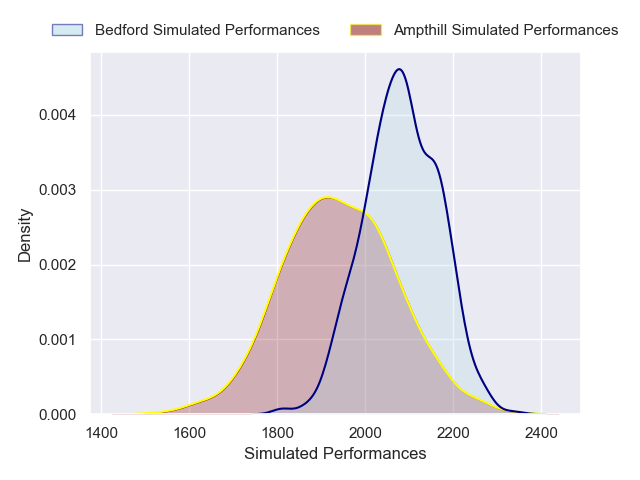 Bedford Simulated Performances
Ampthill Simulated Performances
Density
0.004
0.003
0.002
0.001
0.000
1400 1600 1800 2000 2200 2400
Simulated Performances